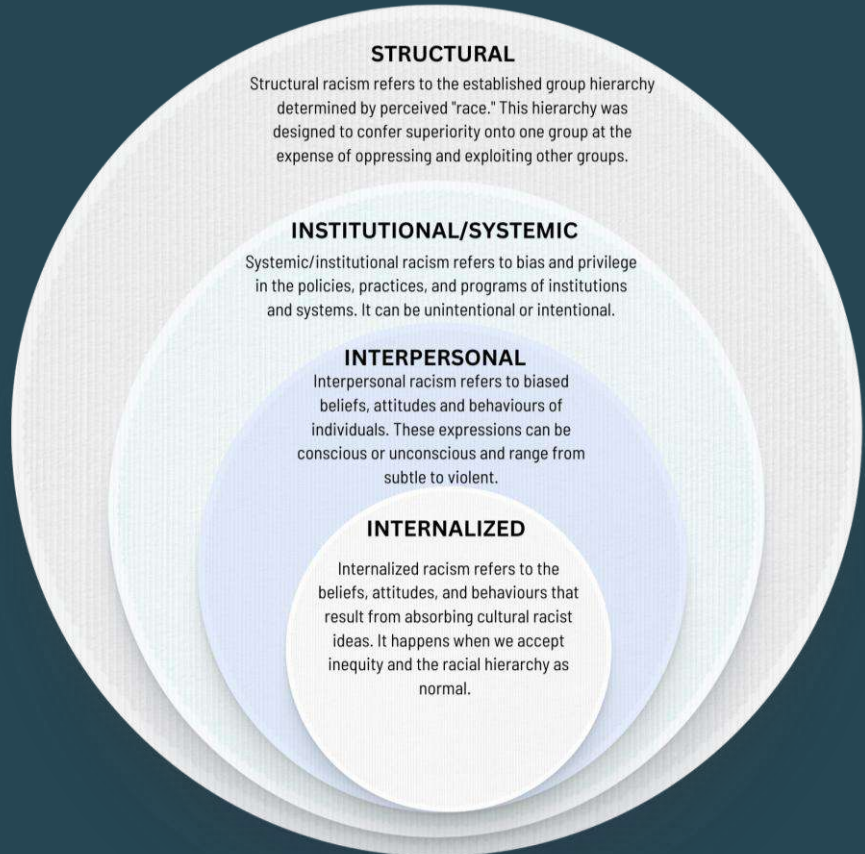 STRUCTURAL
Structural racism refers to the established group hierarchy
determined by perceived "race." This hierarchy was
designed to confer superiority onto one group at the
expense of oppressing and exploiting other groups.
INSTITUTIONAL/SYSTEMIC
Systemic/institutional racism refers to bias and privilege
in the policies, practices, and programs of institutions
and systems. It can be unintentional or intentional.
INTERPERSONAL
Interpersonal racism refers to biased
beliefs, attitudes and behaviours of
individuals. These expressions can be
conscious or unconscious and range from
subtle to violent.
INTERNALIZED
Internalized racism refers to the
beliefs, attitudes, and behaviours that
result from absorbing cultural racist
ideas. It happens when we accept
inequity and the racial hierarchy as
normal.